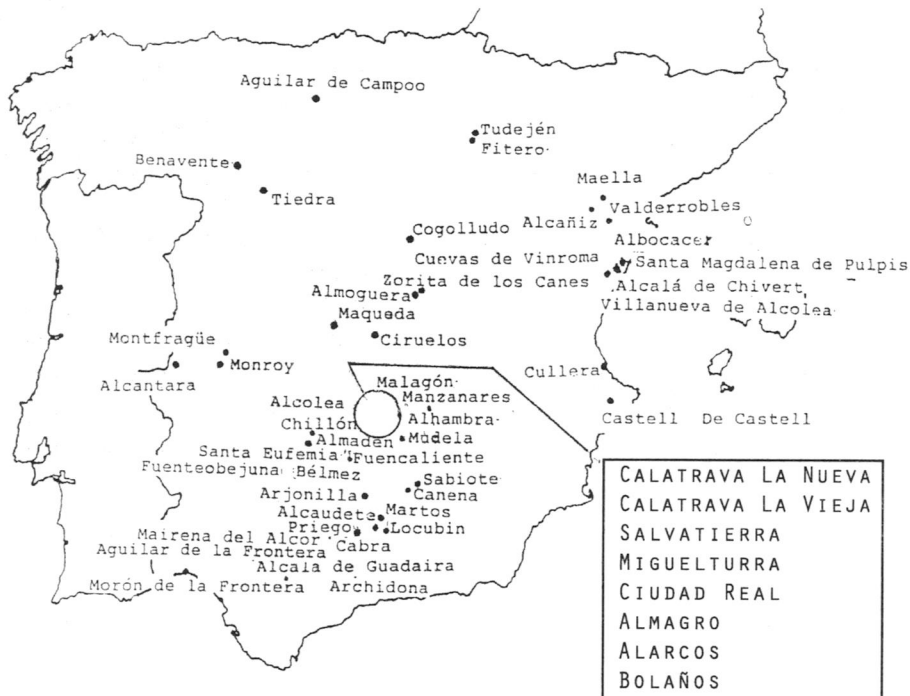 Aguilar de Campoo
Tudején
Fitero
Benavente
Tiedra
Maella
Alcañiz Valderrobles
Cogolludo
Albocacer
Cuevas de Vinroma
Santa Magdalena de Pulpis
Zorita de los Canes
Alcalá de Chivert
Almoguera
Villanueva de Alcolea
Maqueda
Ciruelos
Montfragüe
Monroy
Cullera
Alcantara
Malagón
Manzanares
Alcolea
Alhambra
Castell De Castell
Chillón
Almadén Mudela
Santa Eufemia Fuencaliente
Fuenteobejuna Bélmez
Sabiote
Arjonilla Canena
Alcaudete Martos
Priego Locubin
Mairena del Alcor Cabra
Aguilar de la Frontera
Alcala de Guadaira
Morón de la Frontera Archidona
CALATRAVA LA NUEVA
CALATRAVA LA VIEJA
SALVATIERRA
MIGUELTURRA
CIUDAD REAL
ALMAGRO
ALARCOS
BOLAÑOS